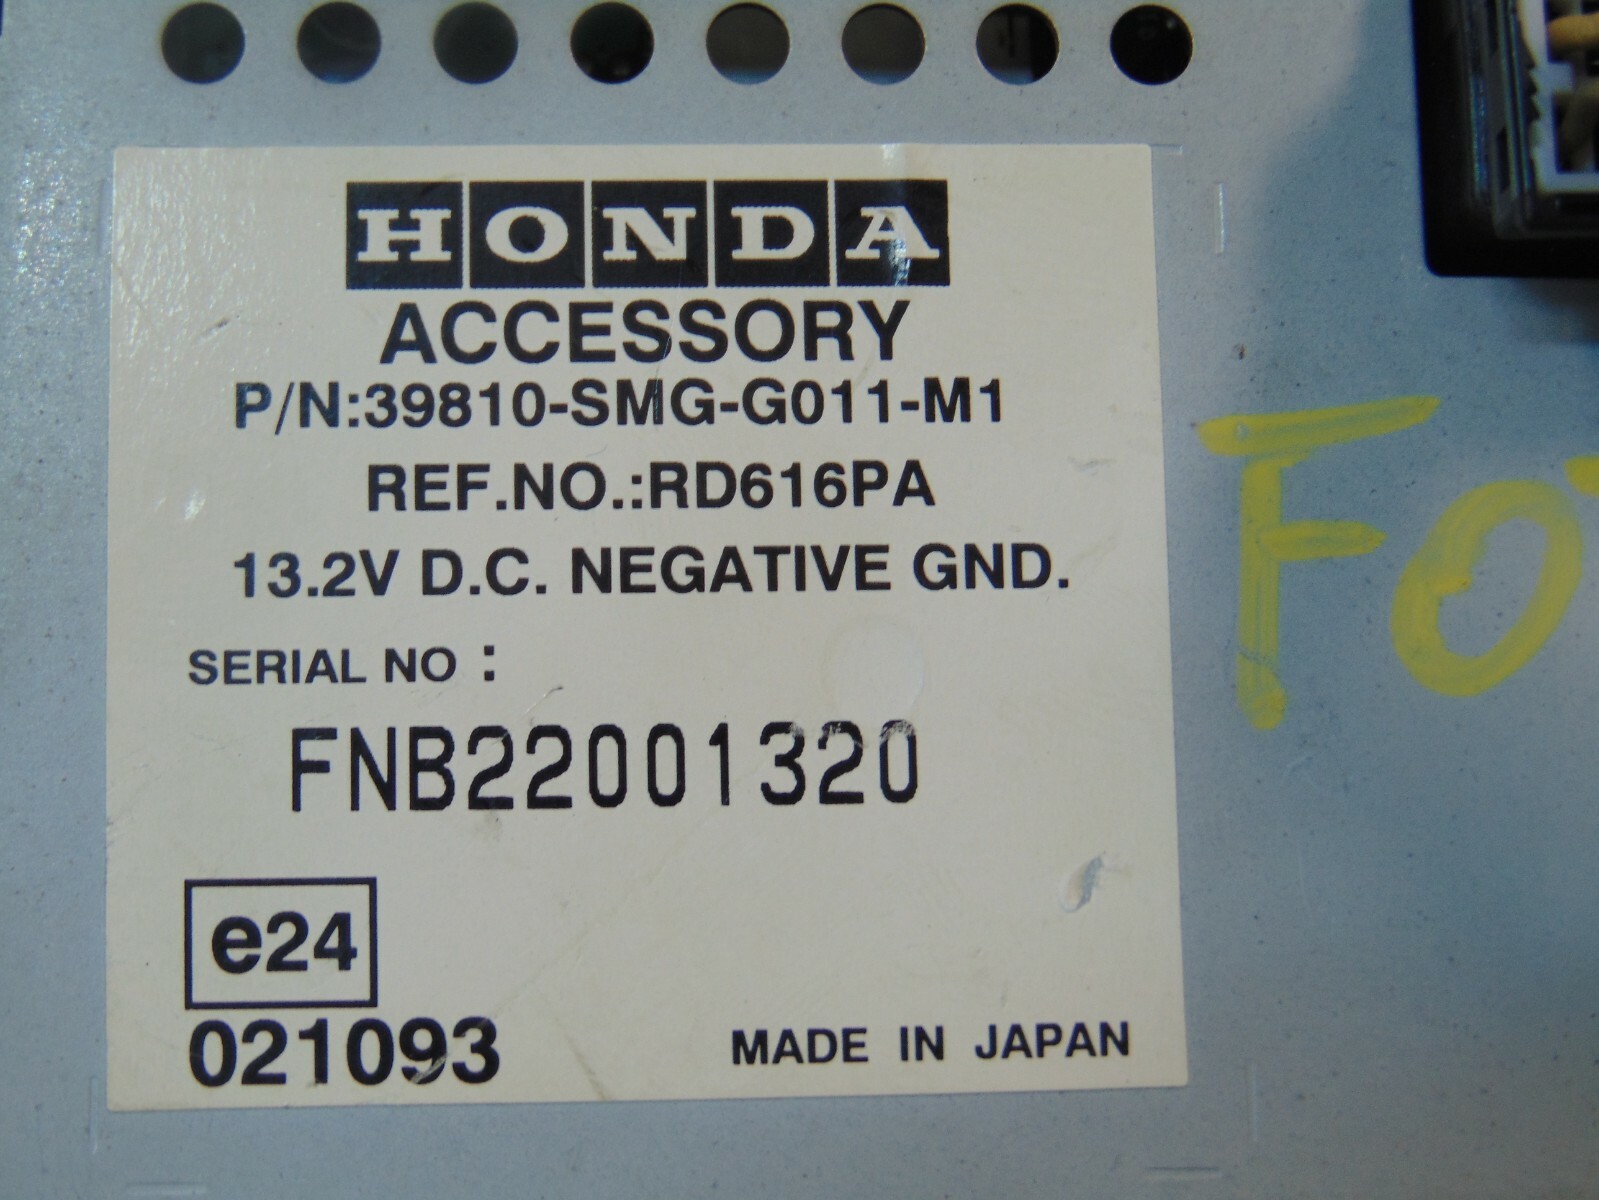 HONDA
ACCESSORY
P/N:39810-SMG-G011-M1
REF.NO.:RD616PA
13.2V D.C. NEGATIVE GND.
SERIAL NO :
FNB22001320
e24
021093
MADE IN JAPAN